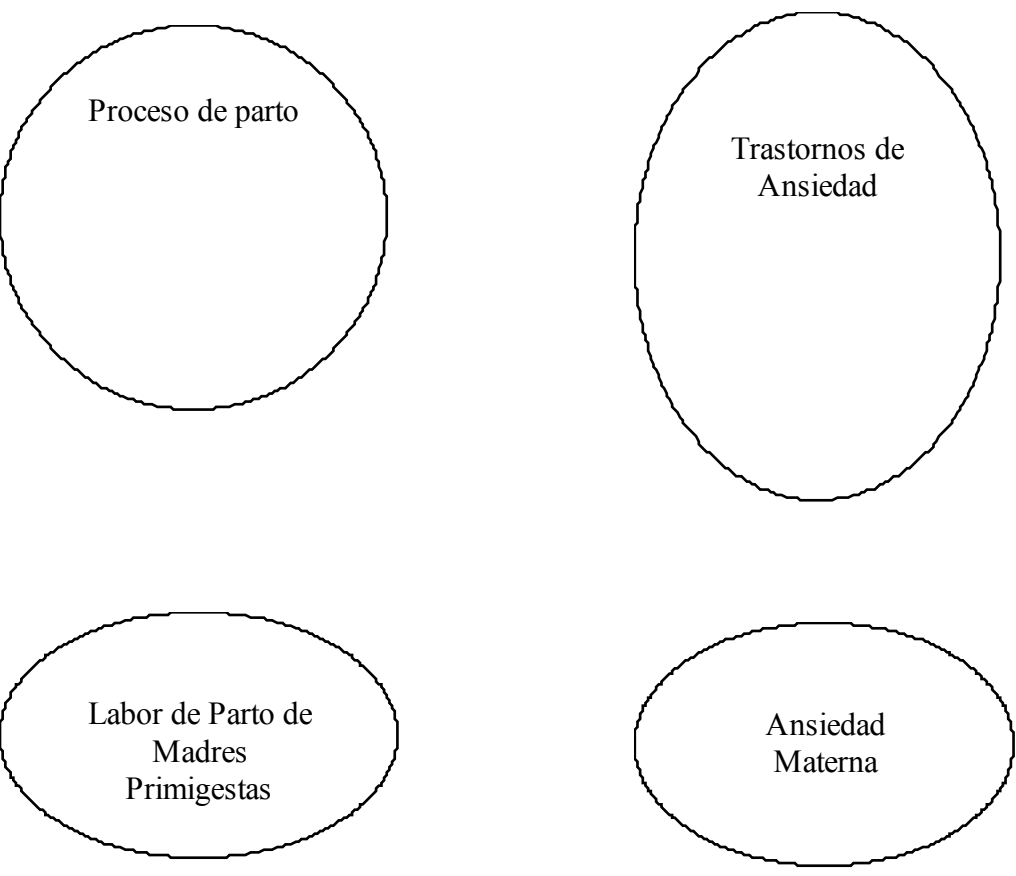 Proceso de parto
Trastornos de
Ansiedad
Labor de Parto de
Madres
Primigestas
Ansiedad
Materna